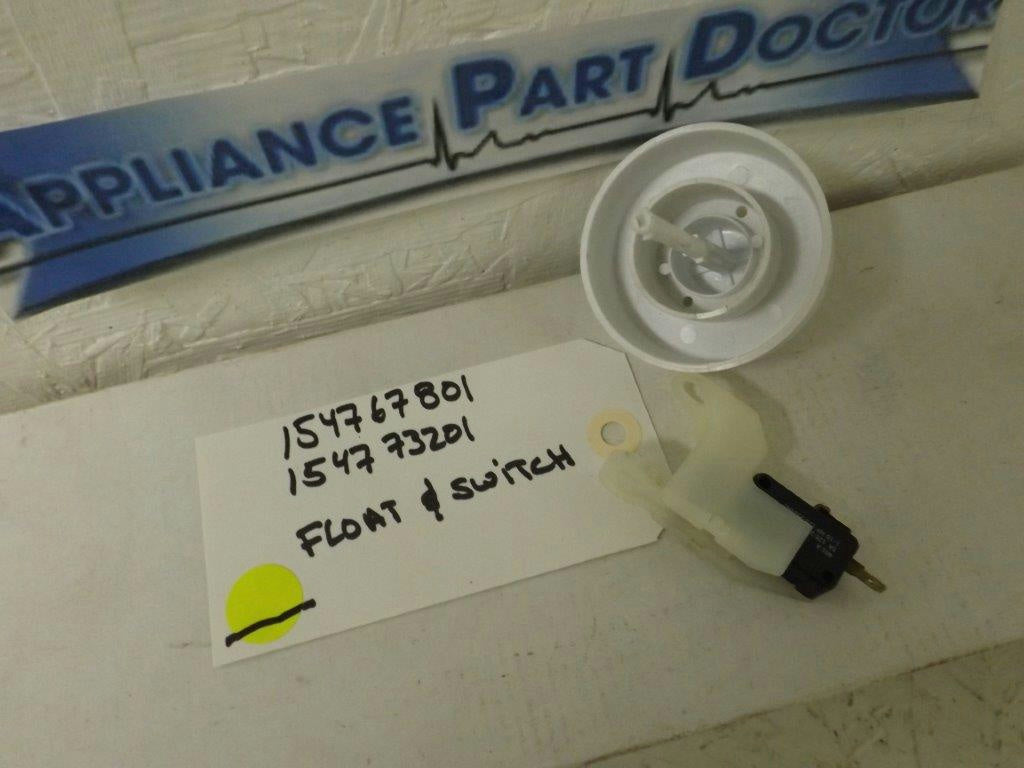 APPLIANCE PART DOCTOR
154767801
154773201
FLOAT & SWITCH